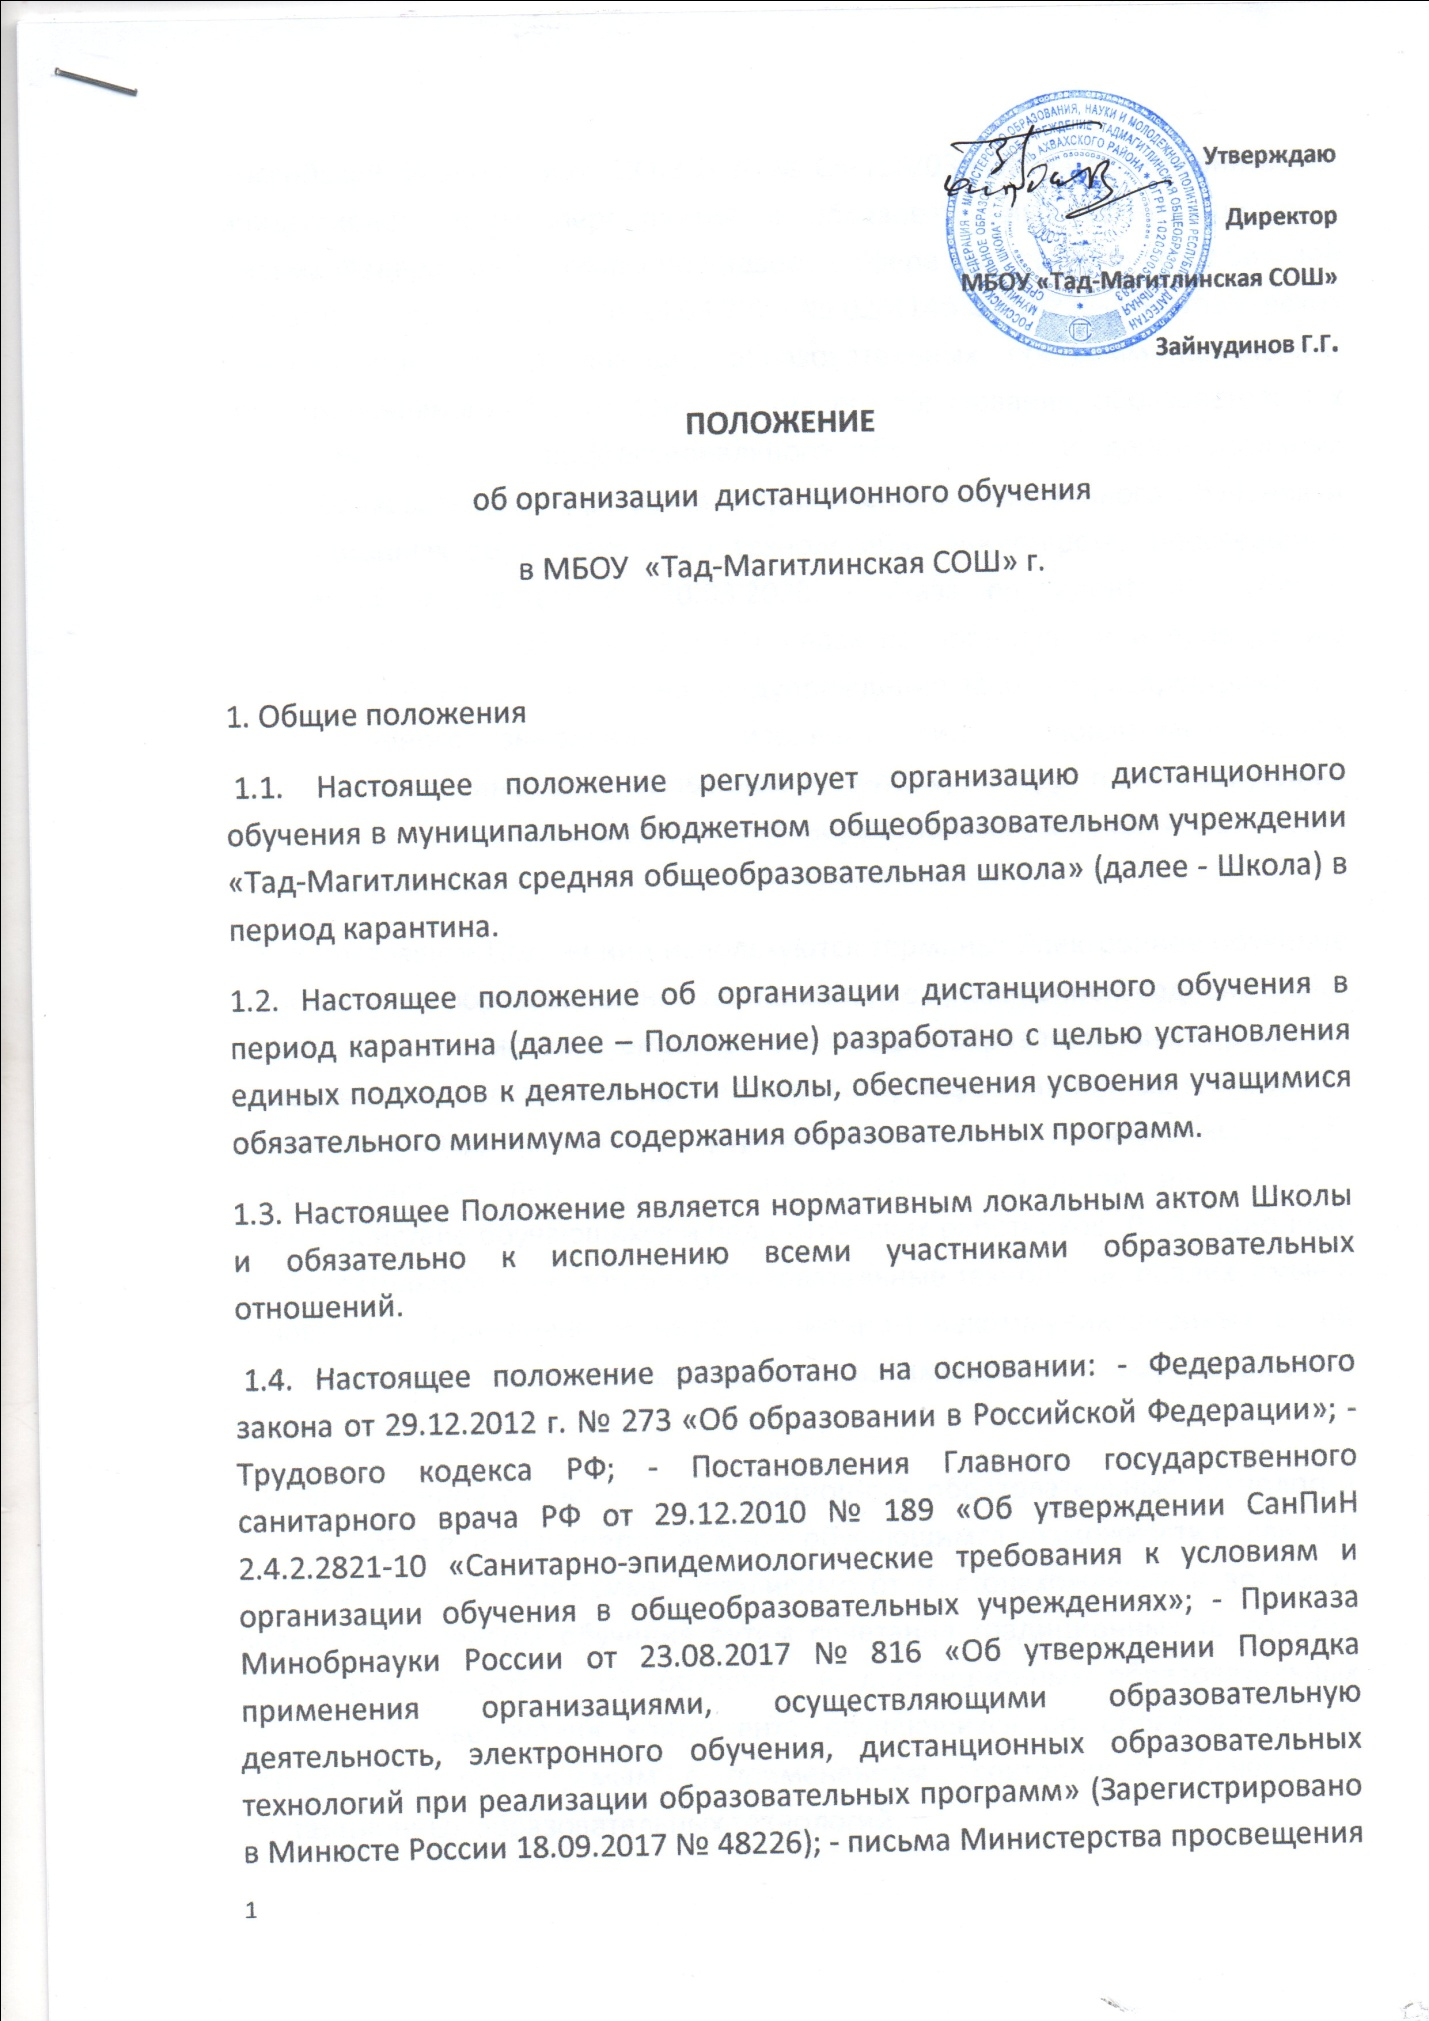 Утверждаю
Директор
МБОУ «Тад-Магитлинская СОШ»
Зайнудинов Г.Г.
ПОЛОЖЕНИЕ
об организации дистанционного обучения
в МБОУ «Тад-Магитлинская СОШ» г.
1. Общие положения
1.1. Настоящее положение регулирует организацию дистанционного
обучения в муниципальном бюджетном общеобразовательном учреждении
«Тад-Магитлинская средняя общеобразовательная школа» (далее - Школа) в
период карантина.
1.2. Настоящее положение об организации дистанционного обучения в
период карантина (далее – Положение) разработано с целью установления
единых подходов к деятельности Школы, обеспечения усвоения учащимися
обязательного минимума содержания образовательных программ.
1.3. Настоящее Положение является нормативным локальным актом Школы
и обязательно к исполнению всеми участниками образовательных
отношений.
1.4. Настоящее положение разработано на основании: - Федерального
закона от 29.12.2012 г. № 273 «Об образовании в Российской Федерации»; -
Трудового кодекса РФ; - Постановления Главного государственного
санитарного врача РФ от 29.12.2010 № 189 «Об утверждении СанПиН
2.4.2.2821-10 «Санитарно-эпидемиологические требования к условиям и
организации обучения в общеобразовательных учреждениях»; - Приказа
Минобрнауки России от 23.08.2017 № 816 «Об утверждении Порядка
применения организациями, осуществляющими образовательную
деятельность, электронного обучения, дистанционных образовательных
технологий при реализации образовательных программ» (Зарегистрировано
в Минюсте России 18.09.2017 № 48226); - письма Министерства просвещения
1